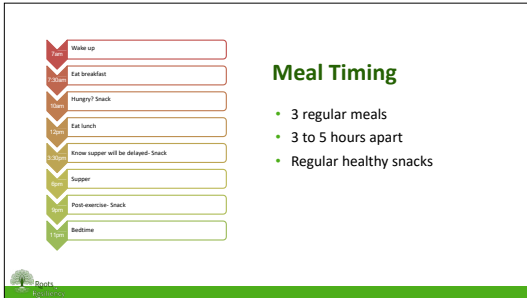 7am
Wake up
7:30am
Eat breakfast
10am
Hungry? Snack
12pm
Eat lunch
3:30pm
Know supper will be delayed- Snack
6pm
Supper
9pm
Post-exercise- Snack
11pm
Bedtime
Meal Timing
• 3 regular meals
• 3 to 5 hours apart
• Regular healthy snacks
Roots